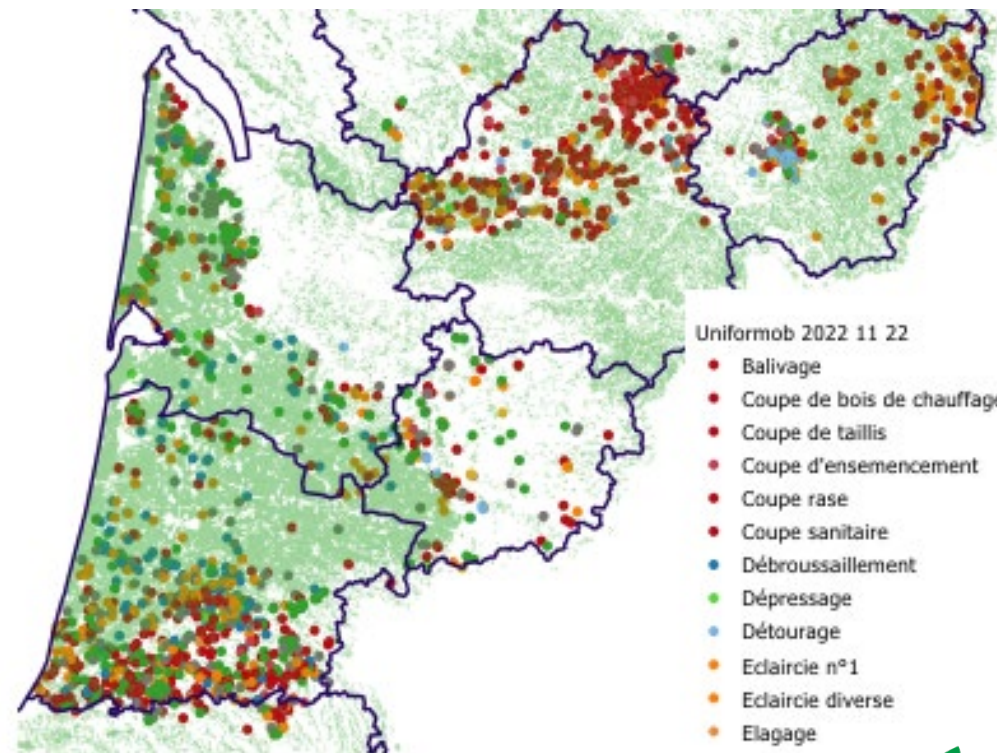 Uniformob 2022 11 22
Balivage
Coupe de bois de chauffage
Coupe de taillis
Coupe d'ensemencement
Coupe rase
Coupe sanitaire
Débroussaillement
Dépressage
Détourage
Eclaircie n°1
Eclaircie diverse
Elagage